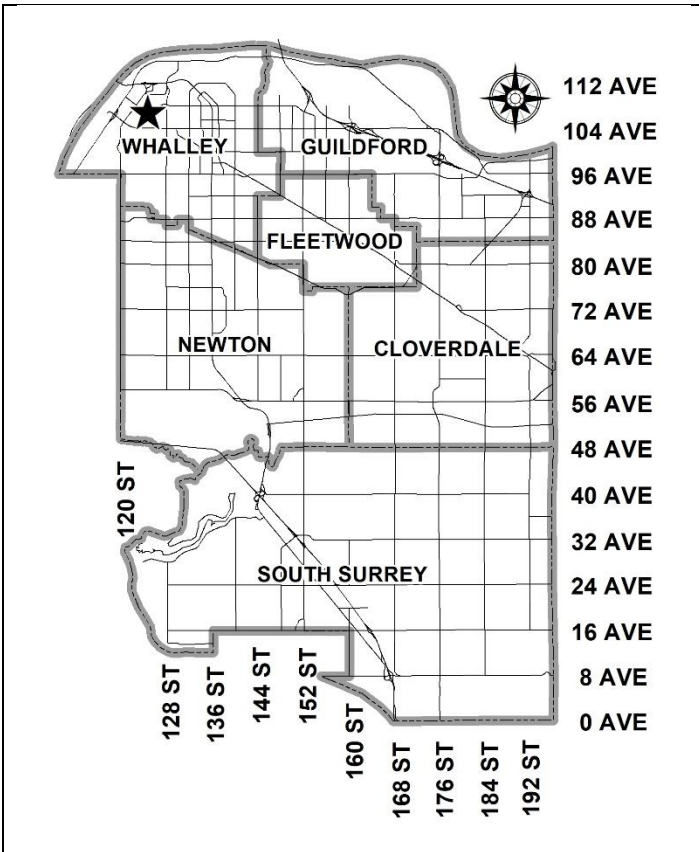 112 AVE
104 AVE
WHALLEY
GUILDFORD
96 AVE
88 AVE
FLEETWOOD
80 AVE
72 AVE
NEWTON
CLOVERDALE
64 AVE
56 AVE
48 AVE
120 ST
40 AVE
32 AVE
SOUTH SURREY
24 AVE
16 AVE
128 ST
136 ST
144 ST
152 ST
160 ST
8 AVE
0 AVE
168 ST
176 ST
184 ST
192 ST